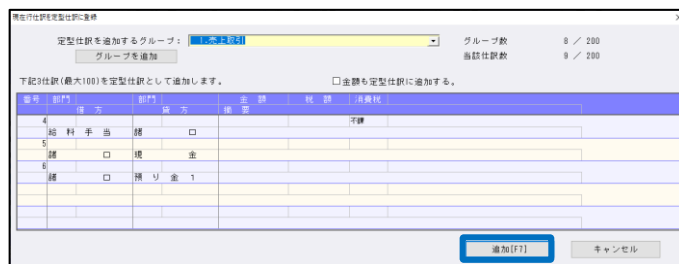 現在行仕訳を定型仕訳に登録
定型仕訳を追加するグループ： 1.売上取引 グループ数 8 ／ 200
グループを追加 当該仕訳数 9 ／ 200
下記3仕訳(最大100)を定型仕訳として追加します。 □金額も定型仕訳に追加する。
番号 部門 部門 金 額 税 額 消費税
借 方 貸 方 摘 要
4 不課
給 料 手 当 諸 口
5
諸 口 現 金
6
諸 口 預 り 金 1
追加[F7] キャンセル